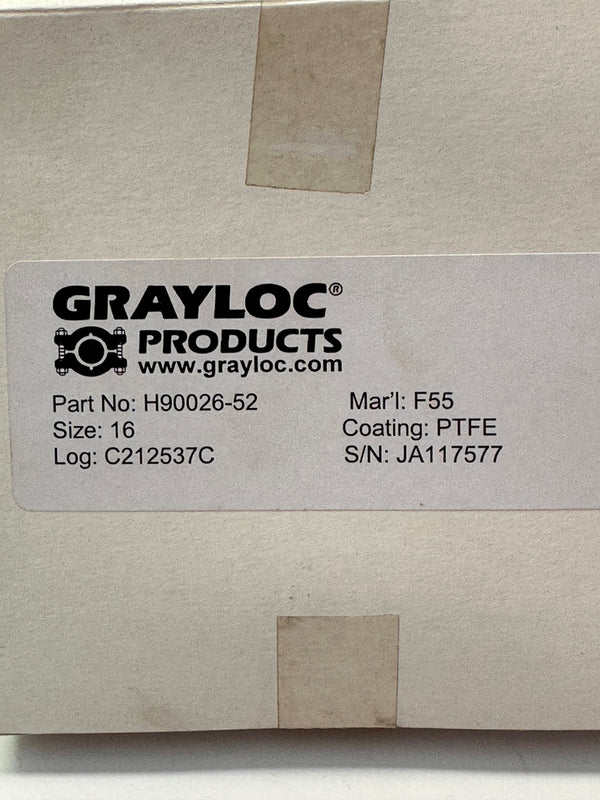 GRAYLOC®
PRODUCTS
www.grayloc.com
Part No: H90026-52 Mar'l: F55
Size: 16 Coating: PTFE
Log: C212537C S/N: JA117577